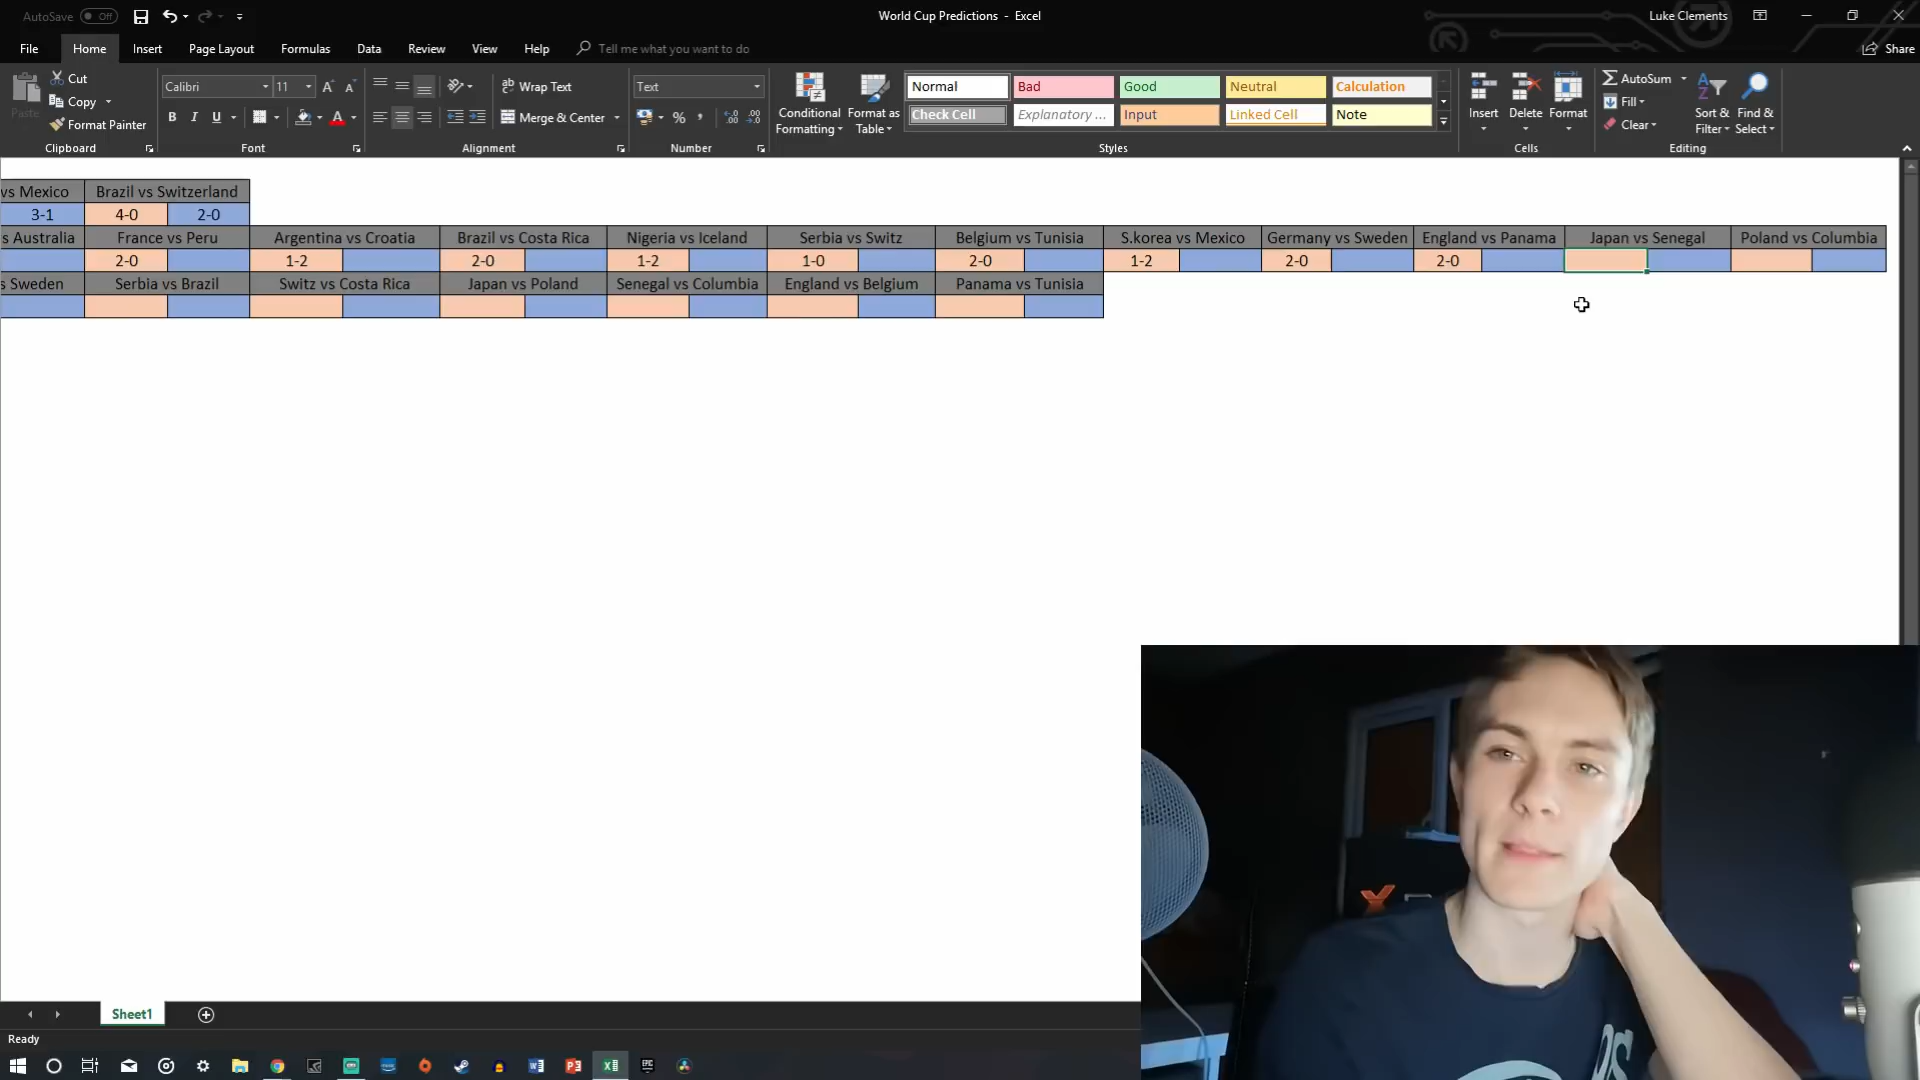 AutoSave Off
World Cup Predictions - Excel
Luke Clements
File Home Insert Page Layout Formulas Data Review View Help Tell me what you want to do
Share
Paste
Cut
Copy
Format Painter
Clipboard
Calibri 11
B I U
Font
Wrap Text
Merge & Center
Alignment
Text
Number
Conditional Formatting
Format as Table
Normal Bad Good Neutral Calculation
Check Cell Explanatory ... Input Linked Cell Note
Styles
Insert Delete Format
Cells
AutoSum
Fill
Clear
Sort & Filter
Find & Select
Editing
vs Mexico Brazil vs Switzerland
3-1 4-0 2-0
s Australia France vs Peru Argentina vs Croatia Brazil vs Costa Rica Nigeria vs Iceland Serbia vs Switz Belgium vs Tunisia S.korea vs Mexico Germany vs Sweden England vs Panama Japan vs Senegal Poland vs Columbia
2-0 1-2 2-0 1-2 1-0 2-0 1-2 2-0 2-0
s Sweden Serbia vs Brazil Switz vs Costa Rica Japan vs Poland Senegal vs Columbia England vs Belgium Panama vs Tunisia
Sheet1
Ready